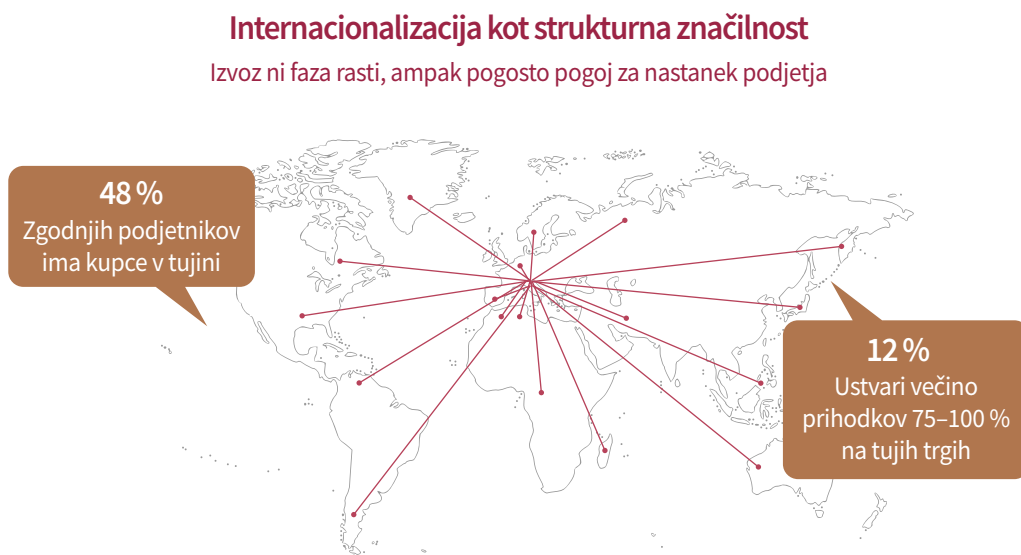 Internacionalizacija kot strukturna značilnost
Izvoz ni faza rasti, ampak pogosto pogoj za nastanek podjetja
48 %
Zgodnjih podjetnikov
ima kupce v tujini
12 %
Ustvari večino
prihodkov 75–100 %
na tujih trgih